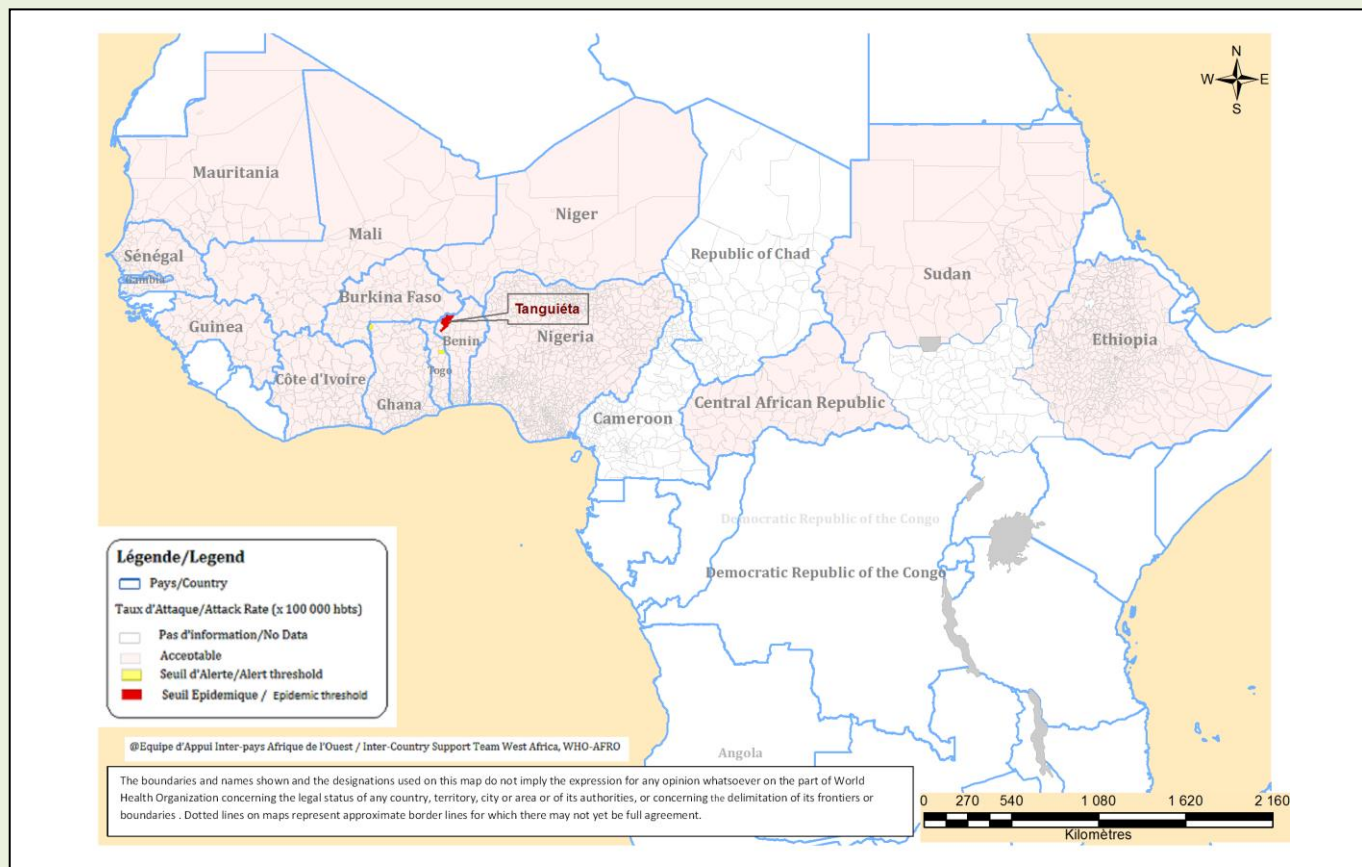 N
W E
S
Mauritania
Mali
Niger
Republic of Chad
Sudan
Sénégal
Gambia
Burkina Faso
Tanguiéta
Guinea
Benin
Nigeria
Ethiopia
Togo
Côte d'Ivoire
Ghana
Cameroon
Central African Republic
Democratic Republic of the Congo
Democratic Republic of the Congo
Angola
Légende/Legend
Pays/Country
Taux d'Attaque/Attack Rate (x 100 000 hbts)
Pas d'information/No Data
Acceptable
Seuil d'Alerte/Alert threshold
Seuil Epidemique / Epidemic threshold
@Equipe d'Appui Inter-pays Afrique de l'Ouest / Inter-Country Support Team West Africa, WHO-AFRO
The boundaries and names shown and the designations used on this map do not imply the expression for any opinion whatsoever on the part of World
Health Organization concerning the legal status of any country, territory, city or area or of its authorities, or concerning the delimitation of its frontiers or
boundaries . Dotted lines on maps represent approximate border lines for which there may not yet be full agreement.
0 270 540 1 080 1 620 2 160
Kilomètres